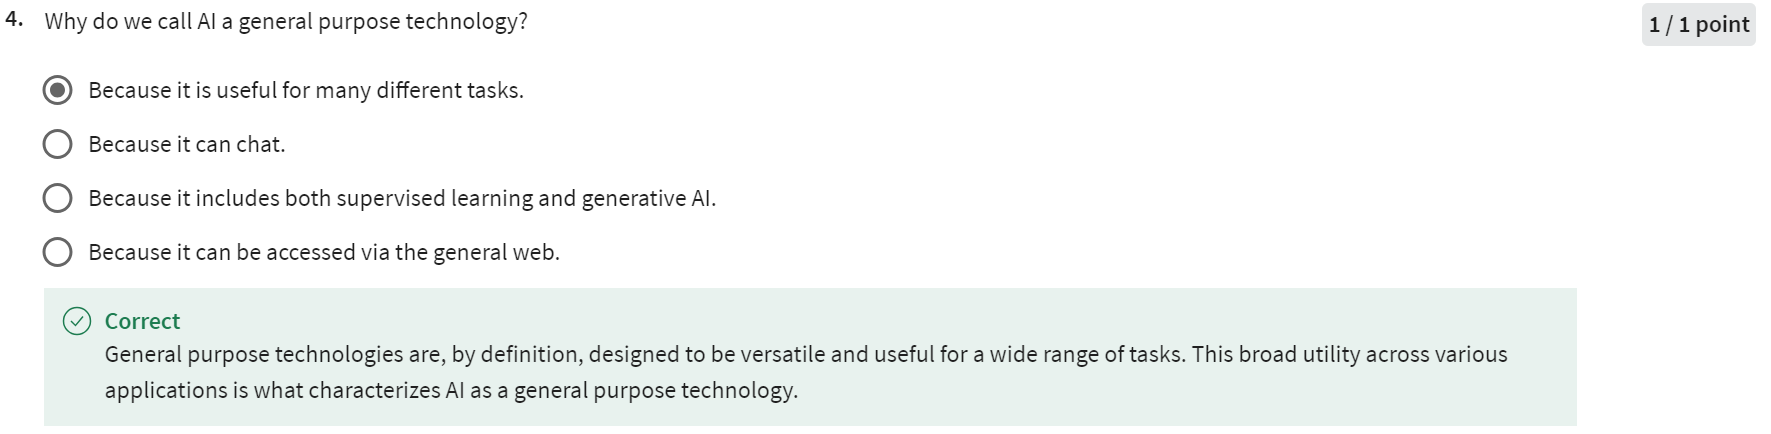 4. Why do we call AI a general purpose technology?
1 / 1 point
Because it is useful for many different tasks.
Because it can chat.
Because it includes both supervised learning and generative AI.
Because it can be accessed via the general web.
Correct
General purpose technologies are, by definition, designed to be versatile and useful for a wide range of tasks. This broad utility across various
applications is what characterizes AI as a general purpose technology.